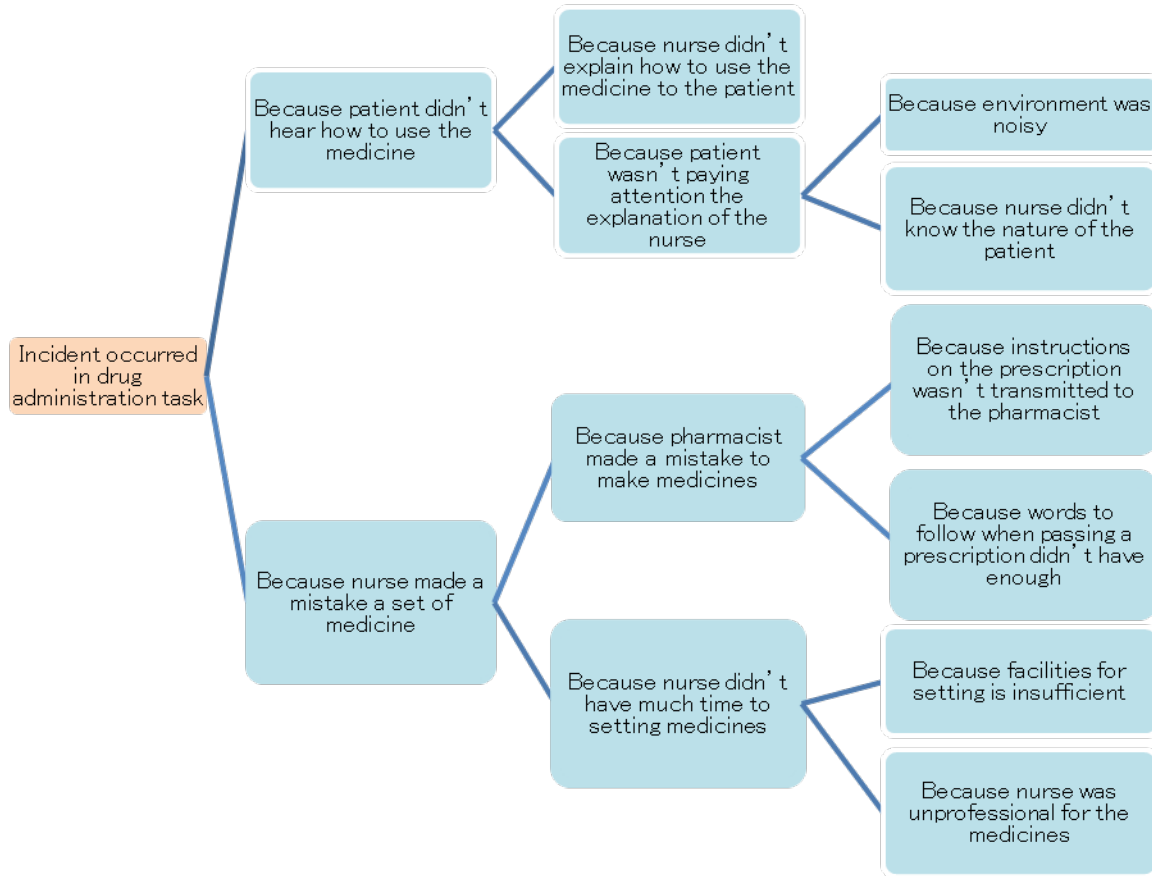 Incident occurred
in drug
administration task
Because patient didn't
hear how to use the
medicine
Because nurse didn't
explain how to use the
medicine to the patient
Because patient
wasn't paying
attention the
explanation of the
nurse
Because environment was
noisy
Because nurse didn't
know the nature of the
patient
Because nurse made a
mistake a set of
medicine
Because pharmacist
made a mistake to
make medicines
Because instructions
on the prescription
wasn't transmitted to
the pharmacist
Because words to
follow when passing a
prescription didn't have
enough
Because nurse didn't
have much time to
setting medicines
Because facilities for
setting is insufficient
Because nurse was
unprofessional for the
medicines